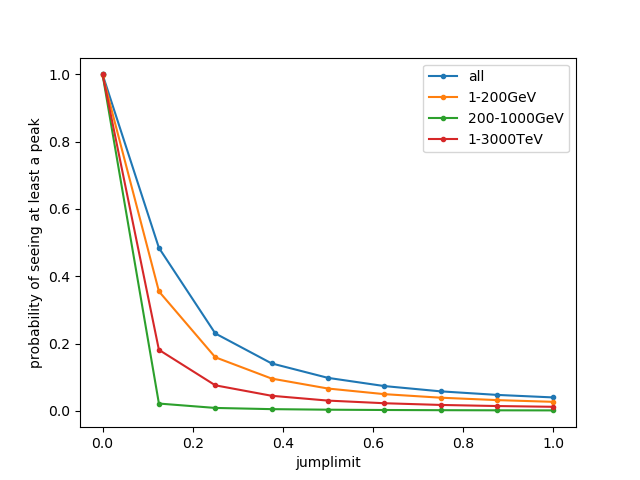 probability of seeing at least a peak
1.0
0.8
0.6
0.4
0.2
0.0
all
1-200GeV
200-1000GeV
1-3000TeV
0.0 0.2 0.4 0.6 0.8 1.0
jumplimit